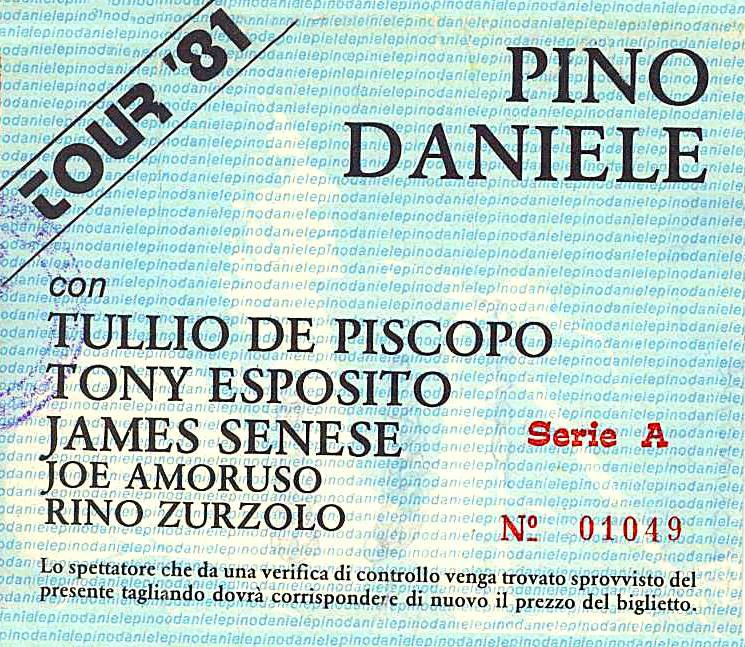 TOUR '81
PINO
DANIELE
con
TULLIO DE PISCOPO
TONY ESPOSITO
JAMES SENESE
JOE AMORUSO
RINO ZURZOLO
Serie A
Nº 01049
Lo spettatore che da una verifica di controllo venga trovato sprovvisto del
presente tagliando dovrà corrispondere di nuovo il prezzo del biglietto.